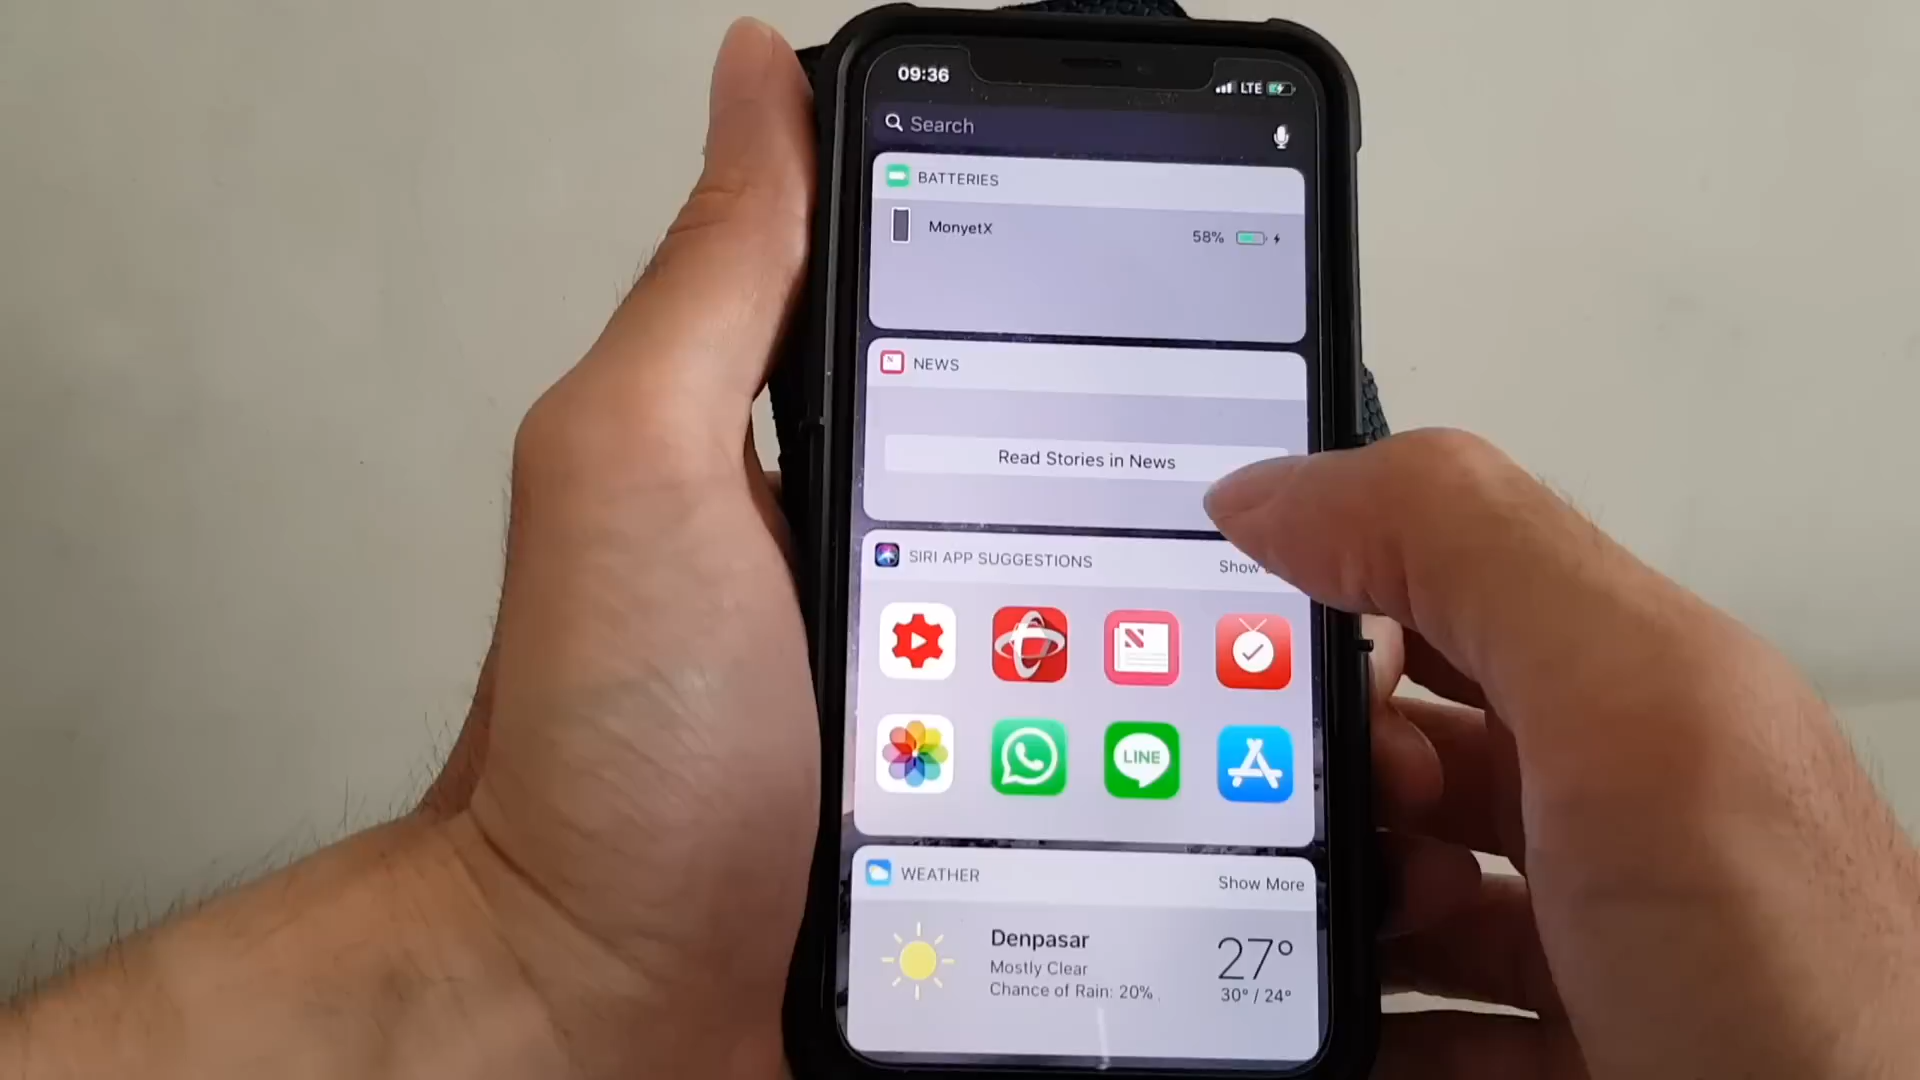 09:36
LTE
Search
BATTERIES
MonyetX
58%
NEWS
Read Stories in News
SIRI APP SUGGESTIONS
Show
N
LINE
WEATHER
Show More
Denpasar
27°
Mostly Clear
Chance of Rain: 20%
30° / 24°